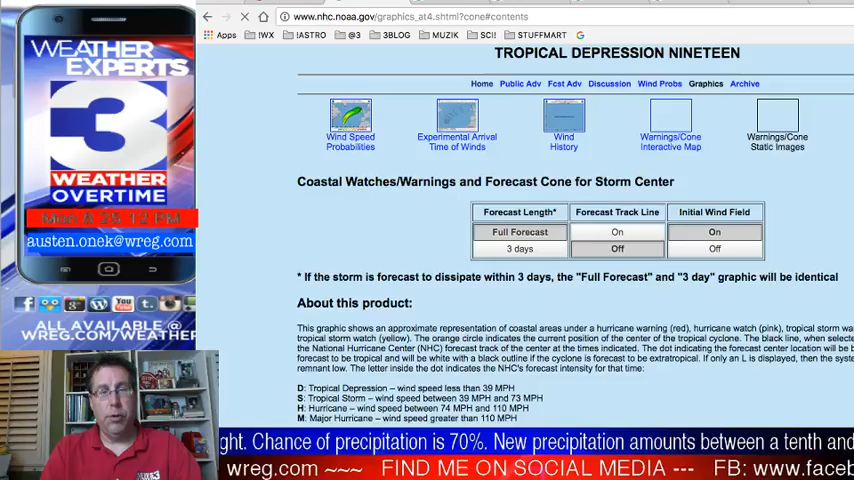 www.nhc.noaa.gov/graphics_at4.shtml?cone#contents
Apps !WX !ASTRO @3 3BLOG MUZIK SCI! STUFFMART
TROPICAL DEPRESSION NINETEEN
Home Public Adv Fcst Adv Discussion Wind Probs Graphics Archive
Wind Speed Probabilities
Experimental Arrival Time of Winds
Wind History
Warnings/Cone Interactive Map
Warnings/Cone Static Images
Coastal Watches/Warnings and Forecast Cone for Storm Center
Forecast Length* Forecast Track Line Initial Wind Field
Full Forecast On On
3 days Off Off
* If the storm is forecast to dissipate within 3 days, the "Full Forecast" and "3 day" graphic will be identical
About this product:
This graphic shows an approximate representation of coastal areas under a hurricane warning (red), hurricane watch (pink), tropical storm wa
tropical storm watch (yellow). The orange circle indicates the current position of the center of the tropical cyclone. The black line, when selecte
the National Hurricane Center (NHC) forecast track of the center at the times indicated. The dot indicating the forecast center location will be b
forecast to be tropical and will be white with a black outline if the cyclone is forecast to be extratropical. If only an L is displayed, then the syste
remnant low. The letter inside the dot indicates the NHC's forecast intensity for that time:
D: Tropical Depression – wind speed less than 39 MPH
S: Tropical Storm – wind speed between 39 MPH and 73 MPH
H: Hurricane – wind speed between 74 MPH and 110 MPH
M: Major Hurricane – wind speed greater than 110 MPH
WEATHER
EXPERTS
3
WEATHER
OVERTIME
Mon 8:25:12 PM
austen.onek@wreg.com
ALL AVAILABLE @
WREG.COM/WEATHER
ght. Chance of precipitation is 70%. New precipitation amounts between a tenth and
wreg.com ~~~ FIND ME ON SOCIAL MEDIA --- FB: www.faceb